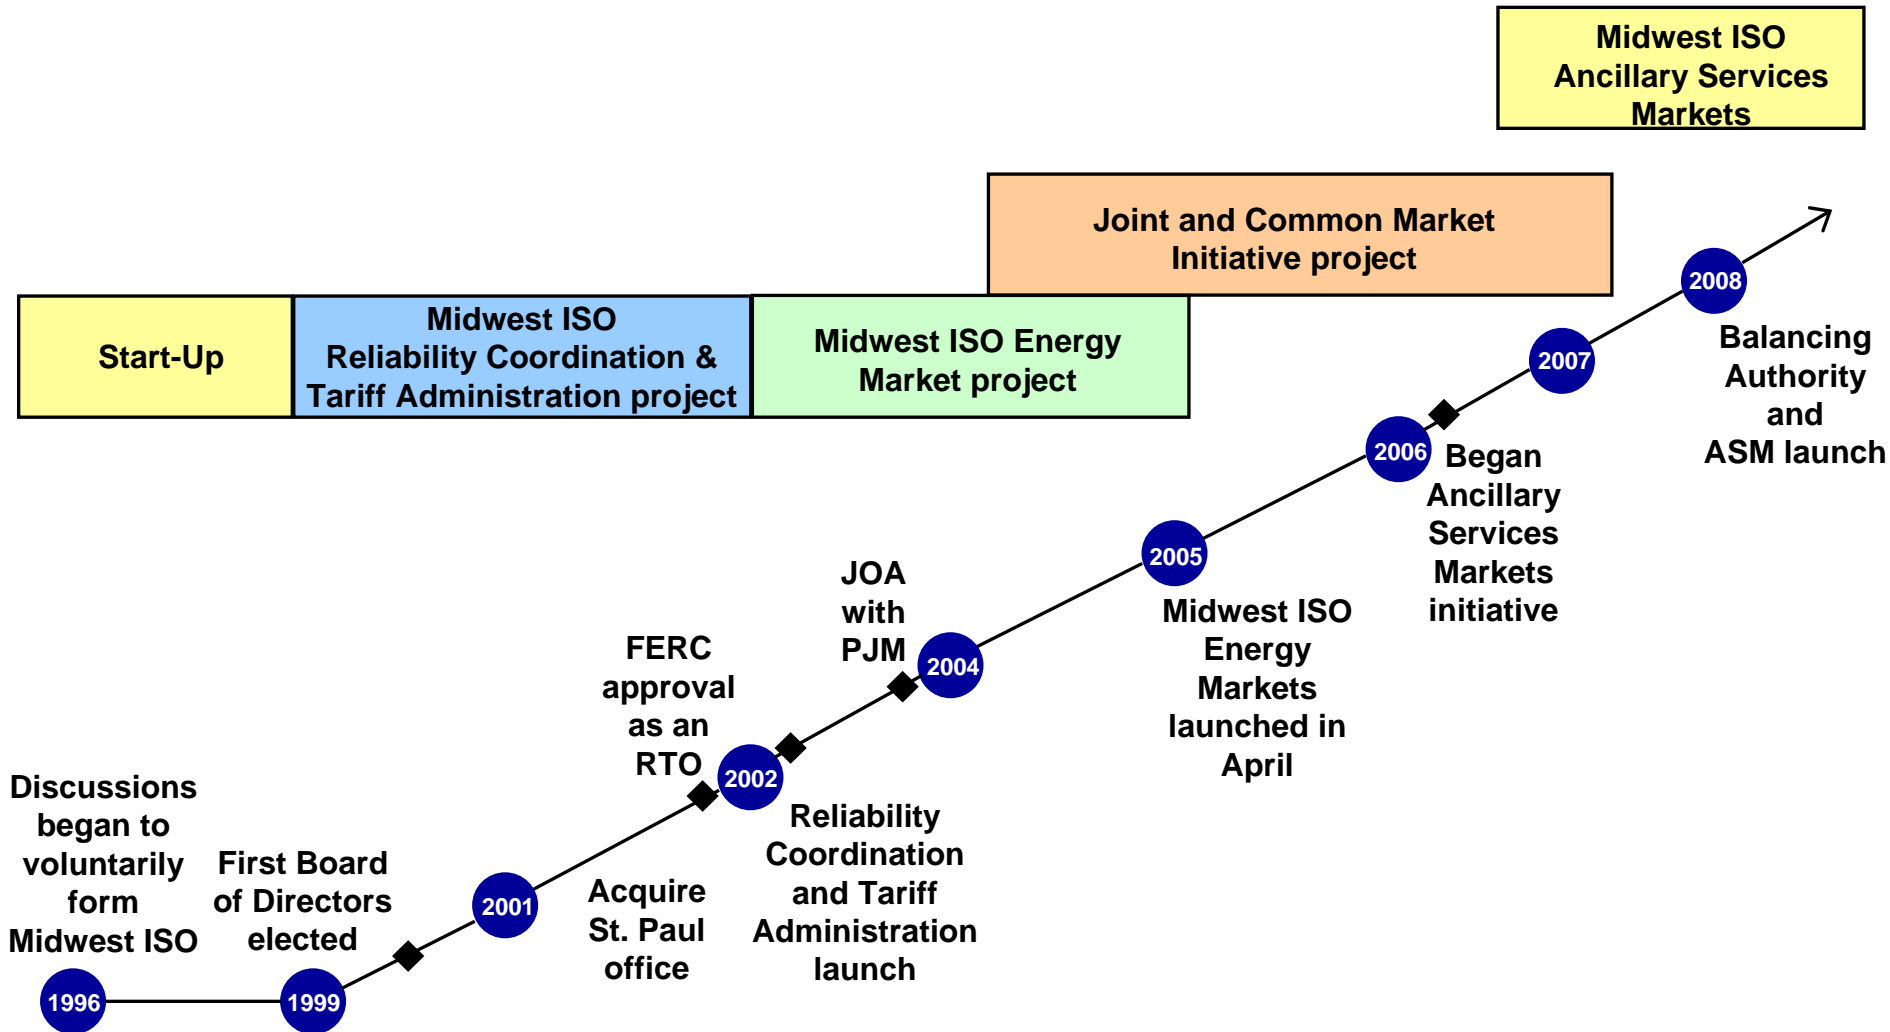 Midwest ISO
Ancillary Services
Markets
Joint and Common Market
Initiative project
Start-Up
Midwest ISO
Reliability Coordination &
Tariff Administration project
Midwest ISO Energy
Market project
2008
Balancing
Authority
and
ASM launch
2007
2006
Began
Ancillary
Services
Markets
initiative
2005
Midwest ISO
Energy
Markets
launched in
April
JOA
with
PJM
2004
FERC
approval
as an
RTO
2002
Reliability
Coordination
and Tariff
Administration
launch
Discussions
began to
voluntarily
form
Midwest ISO
First Board
of Directors
elected
2001
Acquire
St. Paul
office
1996
1999